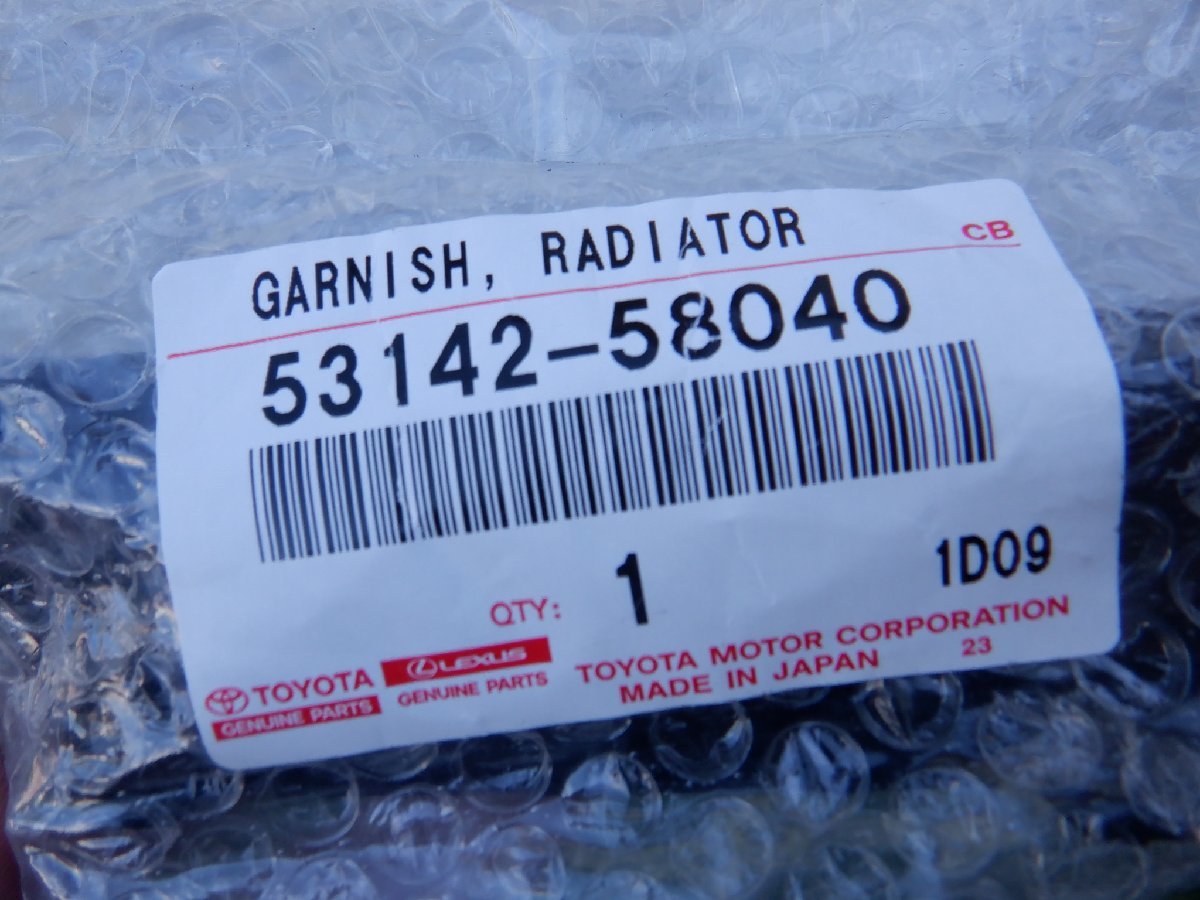 GARNISH, RADIATOR
CB
53142-58040
QTY: 1
1D09
TOYOTA
GENUINE PARTS
LEXUS
GENUINE PARTS
TOYOTA MOTOR CORPORATION
MADE IN JAPAN 23